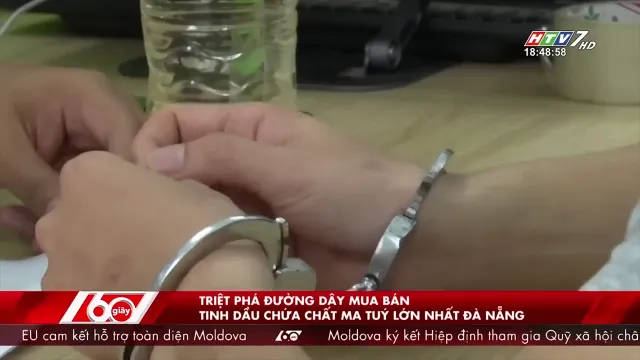 HTV7 HD
18:48:58
60 giây
TRIỆT PHÁ ĐƯỜNG DÂY MUA BÁN
TINH DẦU CHỨA CHẤT MA TUÝ LỚN NHẤT ĐÀ NẴNG
EU cam kết hỗ trợ toàn diện Moldova 60giây Moldova ký kết Hiệp định tham gia Quỹ xã hội châ